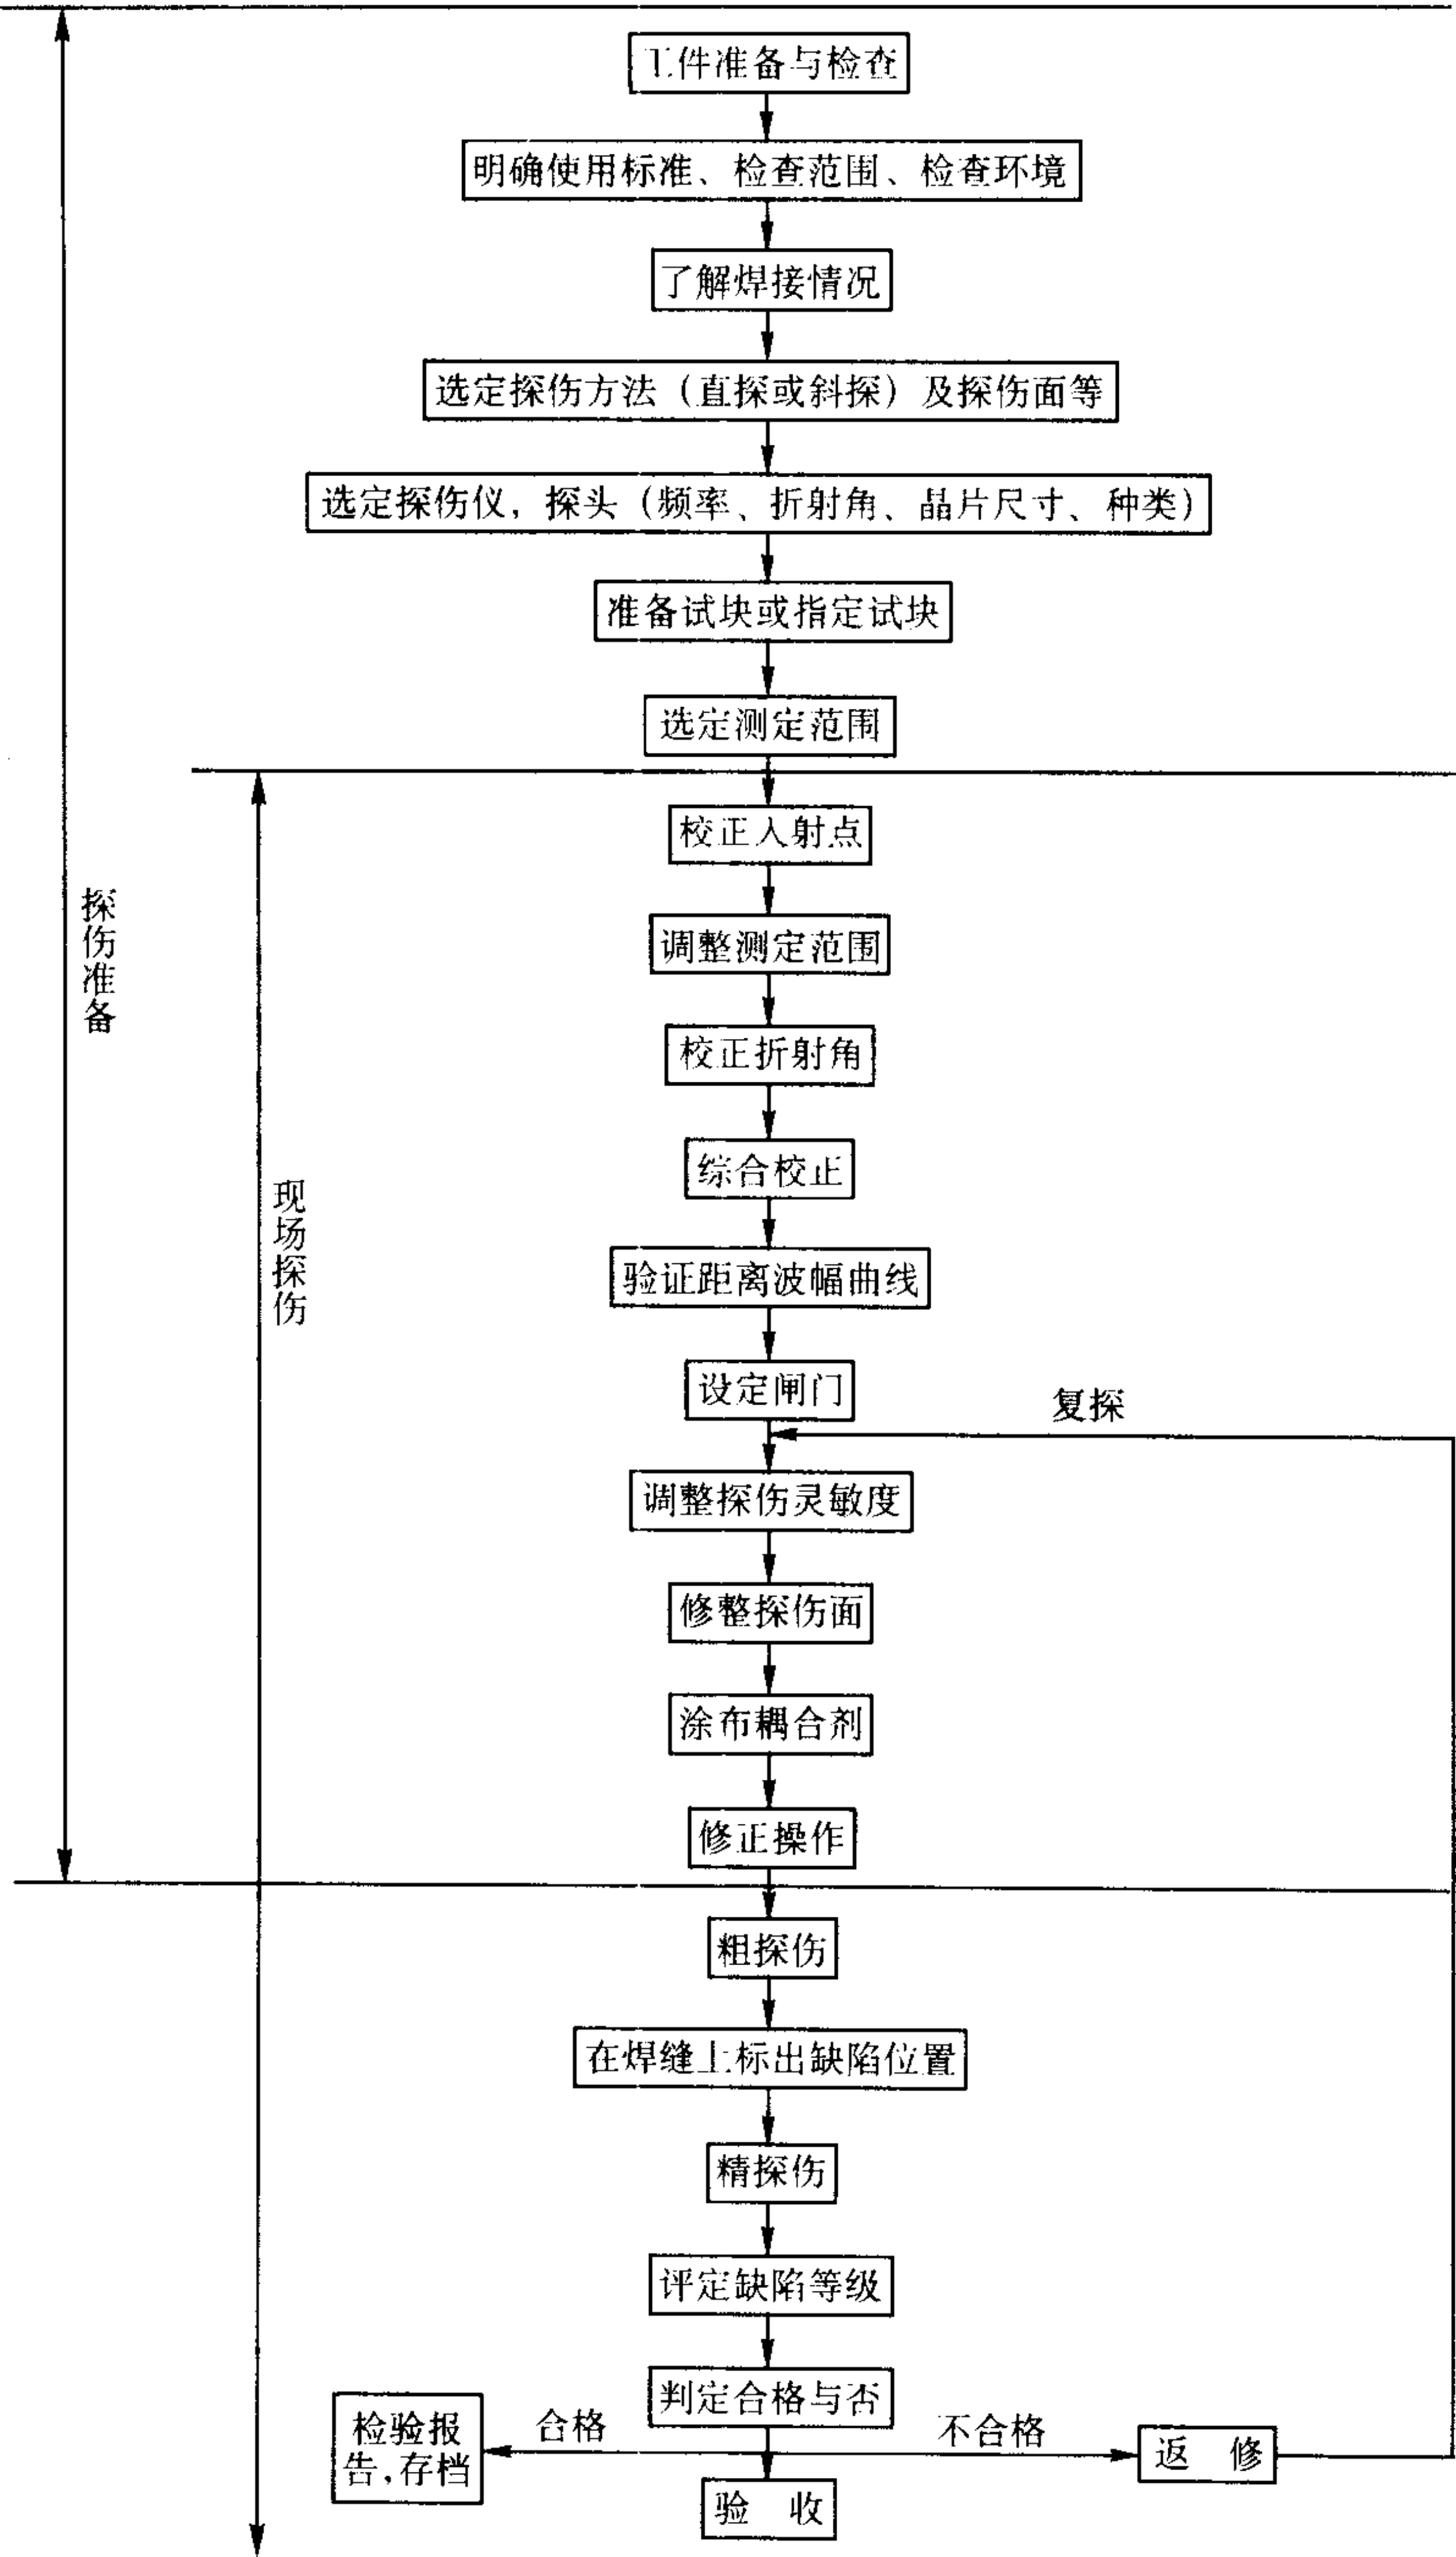 工件准备与检查
明确使用标准、检查范围、检查环境
了解焊接情况
选定探伤方法（直探或斜探）及探伤面等
选定探伤仪，探头（频率、折射角、晶片尺寸、种类）
准备试块或指定试块
选定测定范围
校正入射点
探伤准备
调整测定范围
校正折射角
综合校正
现场探伤
验证距离波幅曲线
设定闸门
复探
调整探伤灵敏度
修整探伤面
涂布耦合剂
修正操作
粗探伤
在焊缝上标出缺陷位置
精探伤
评定缺陷等级
判定合格与否
合格
不合格
检验报
告，存档
返 修
验 收